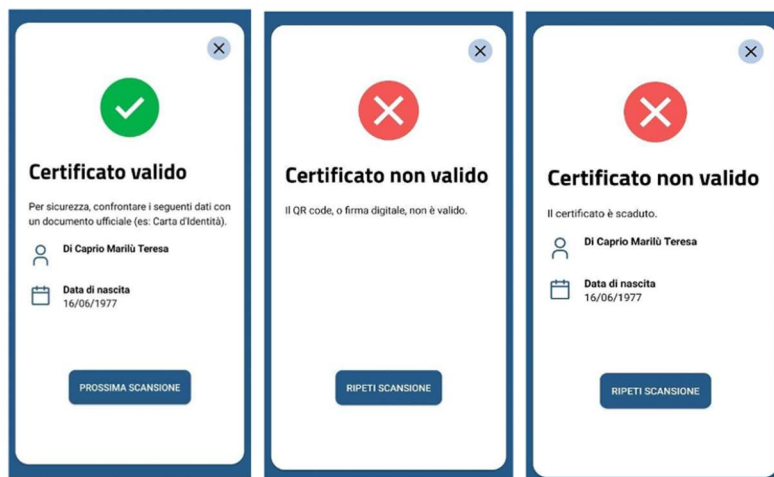 Certificato valido
Per sicurezza, confrontare i seguenti dati con
un documento ufficiale (es: Carta d'Identità).
Di Caprio Marilù Teresa
Data di nascita
16/06/1977
PROSSIMA SCANSIONE
Certificato non valido
Il QR code, o firma digitale, non è valido.
RIPETI SCANSIONE
Certificato non valido
Il certificato è scaduto.
Di Caprio Marilù Teresa
Data di nascita
16/06/1977
RIPETI SCANSIONE